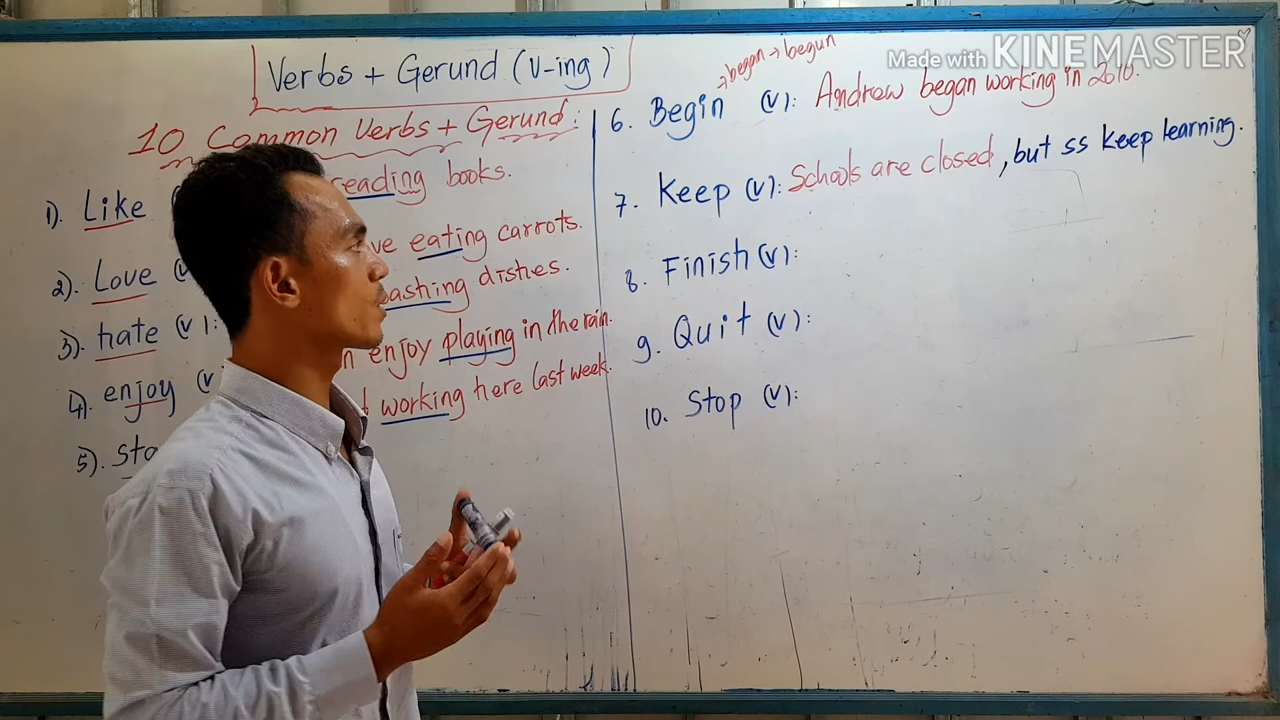 Made with KINEMASTER
Verbs + Gerund (V-ing)
10 Common Verbs + Gerund:
1). Like reading books.
2). Love (v eating carrots.
3). hate (v): dishes.
4). enjoy (v enjoy playing in the rain.
5). working here last week.
→ began → begun
6. Begin (v): Andrew began working in 2010.
7. Keep (v): Schools are closed, but ss keep learning.
8. Finish (v):
9. Quit (v):
10. Stop (v):